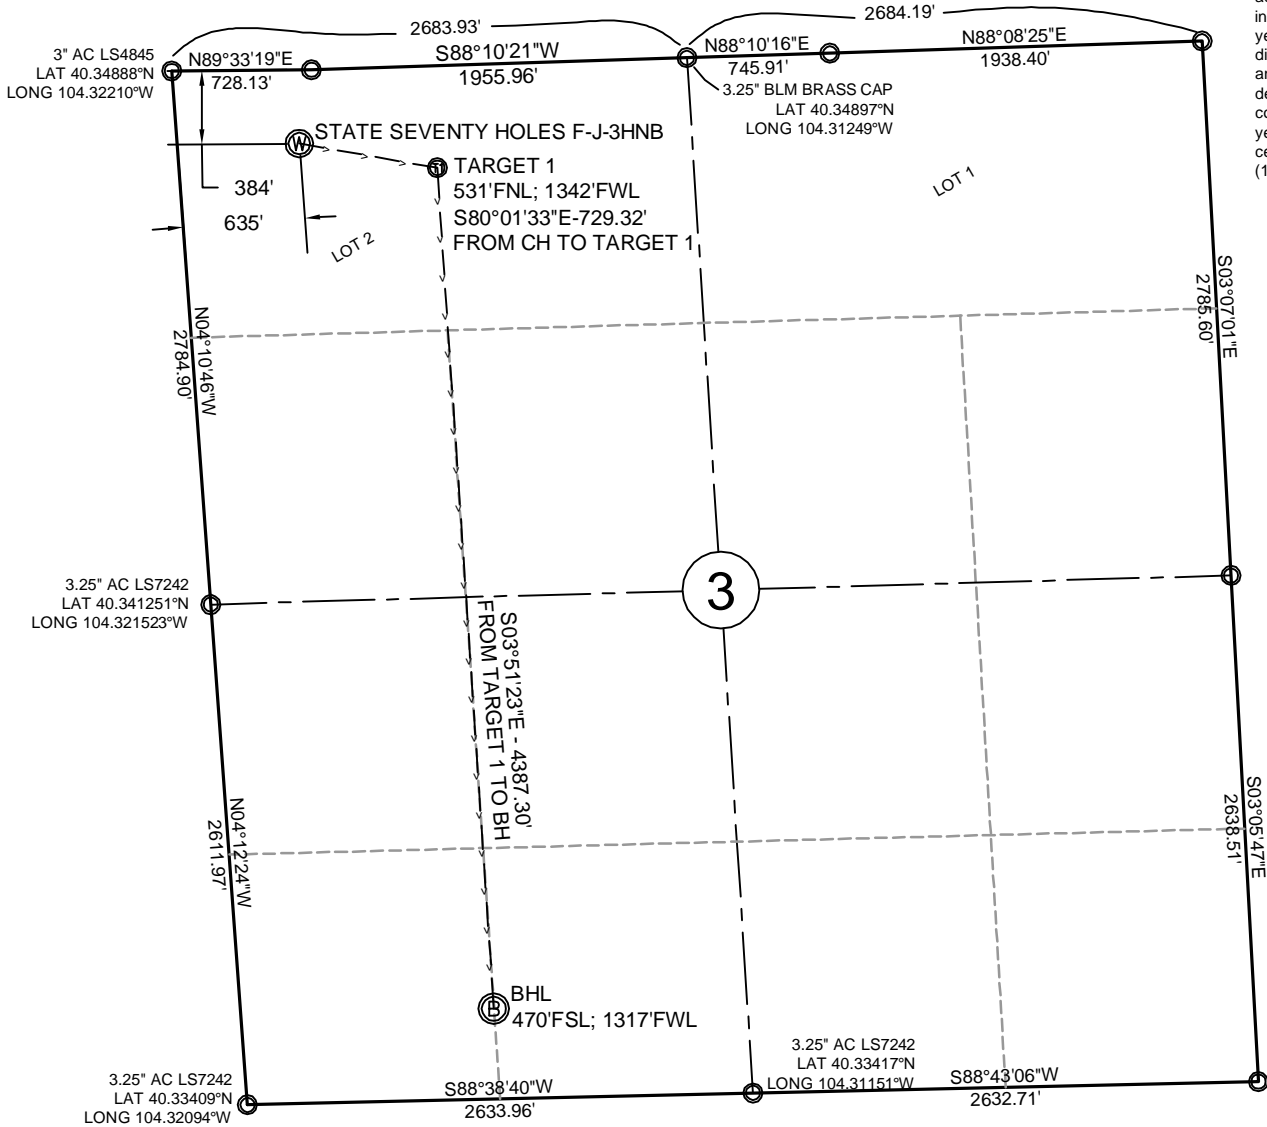 2683.93'
2684.19'
3" AC LS4845
LAT 40.34888°N
LONG 104.32210°W
N89°33'19"E
728.13'
S88°10'21"W
1955.96'
N88°10'16"E
745.91'
N88°08'25"E
1938.40'
3.25" BLM BRASS CAP
LAT 40.34897°N
LONG 104.31249°W
W
STATE SEVENTY HOLES F-J-3HNB
TARGET 1
531'FNL; 1342'FWL
S80°01'33"E-729.32'
FROM CH TO TARGET 1
384'
635'
LOT 2
LOT 1
N04°10'46"W
2784.90'
S03°07'01"E
2785.60'
3.25" AC LS7242
LAT 40.341251°N
LONG 104.321523°W
3
S03°51'23"E - 4387.30'
FROM TARGET 1 TO BH
N04°12'24"W
2611.97'
S03°05'47"E
2638.51'
B
BHL
470'FSL; 1317'FWL
3.25" AC LS7242
LAT 40.33409°N
LONG 104.32094°W
S88°38'40"W
2633.96'
3.25" AC LS7242
LAT 40.33417°N
LONG 104.31151°W
S88°43'06"W
2632.71'